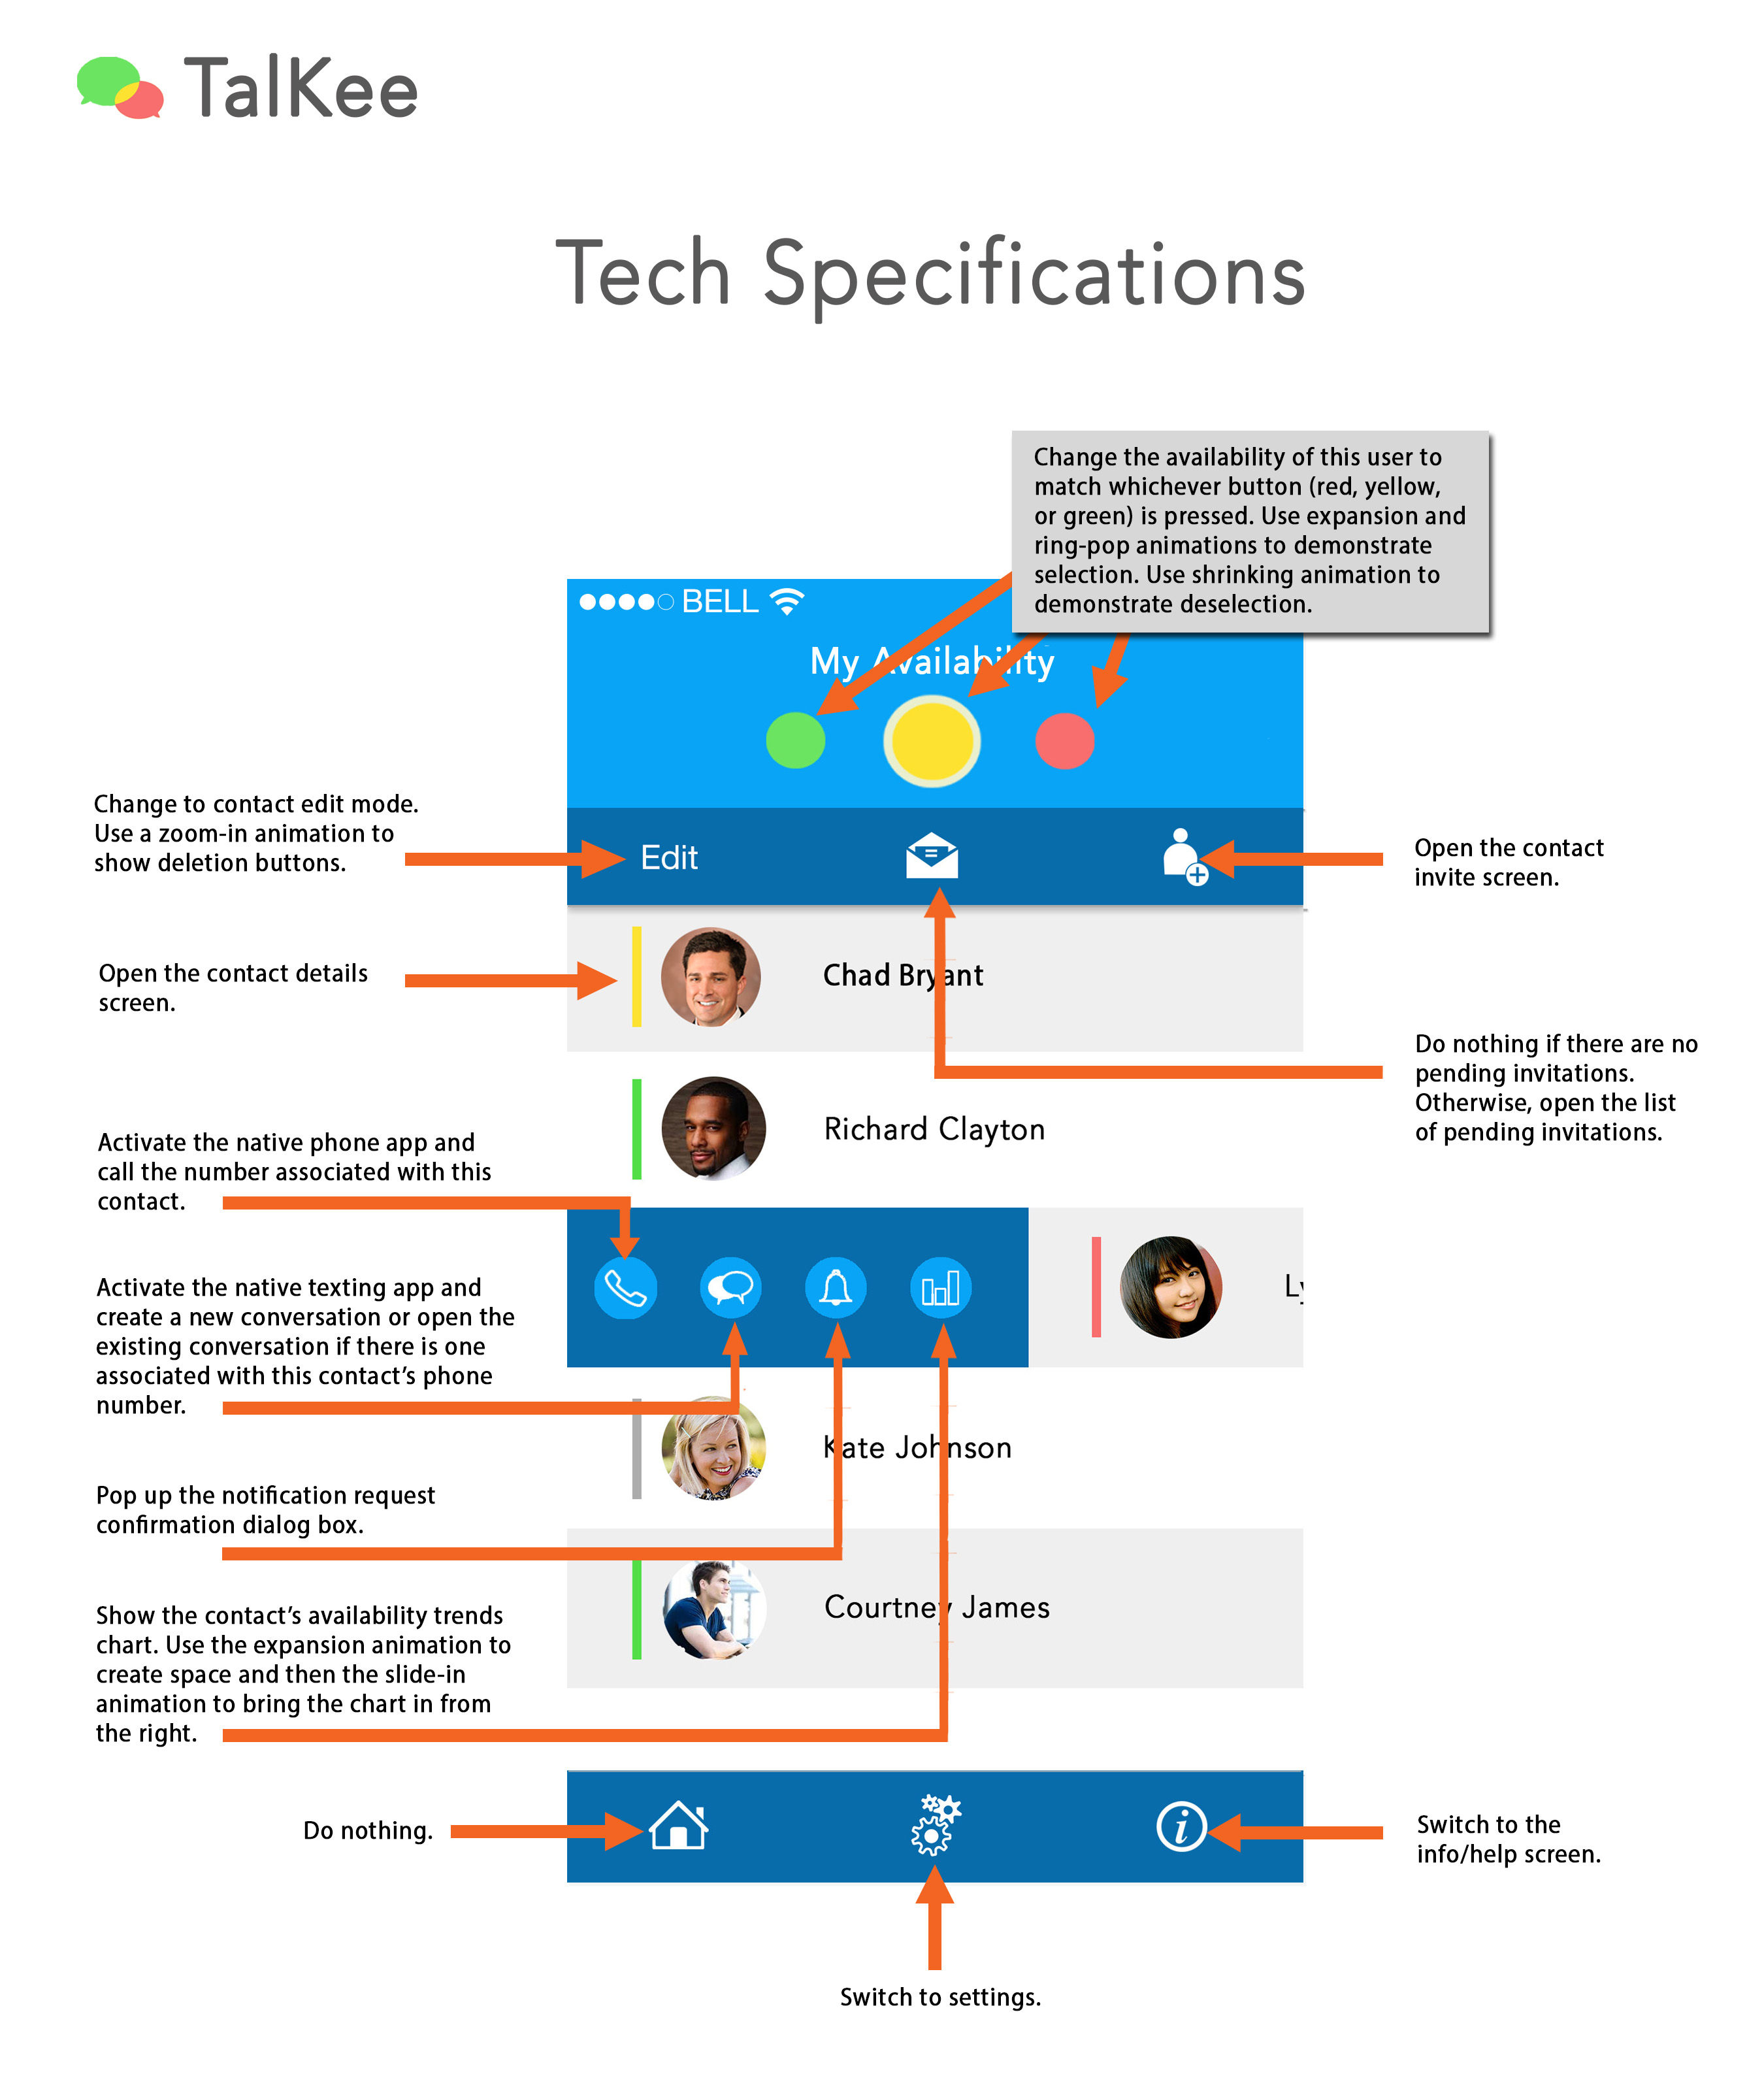 TalKee
Tech Specifications
Change the availability of this user to
match whichever button (red, yellow,
or green) is pressed. Use expansion and
ring-pop animations to demonstrate
selection. Use shrinking animation to
demonstrate deselection.
BELL
My Availability
Change to contact edit mode.
Use a zoom-in animation to
show deletion buttons.
Edit
Open the contact
invite screen.
Open the contact details
screen.
Chad Bryant
Do nothing if there are no
pending invitations.
Otherwise, open the list
of pending invitations.
Richard Clayton
Activate the native phone app and
call the number associated with this
contact.
Activate the native texting app and
create a new conversation or open the
existing conversation if there is one
associated with this contact's phone
number.
Ly
Kate Johnson
Pop up the notification request
confirmation dialog box.
Show the contact's availability trends
chart. Use the expansion animation to
create space and then the slide-in
animation to bring the chart in from
the right.
Courtney James
Do nothing.
i
Switch to the
info/help screen.
Switch to settings.